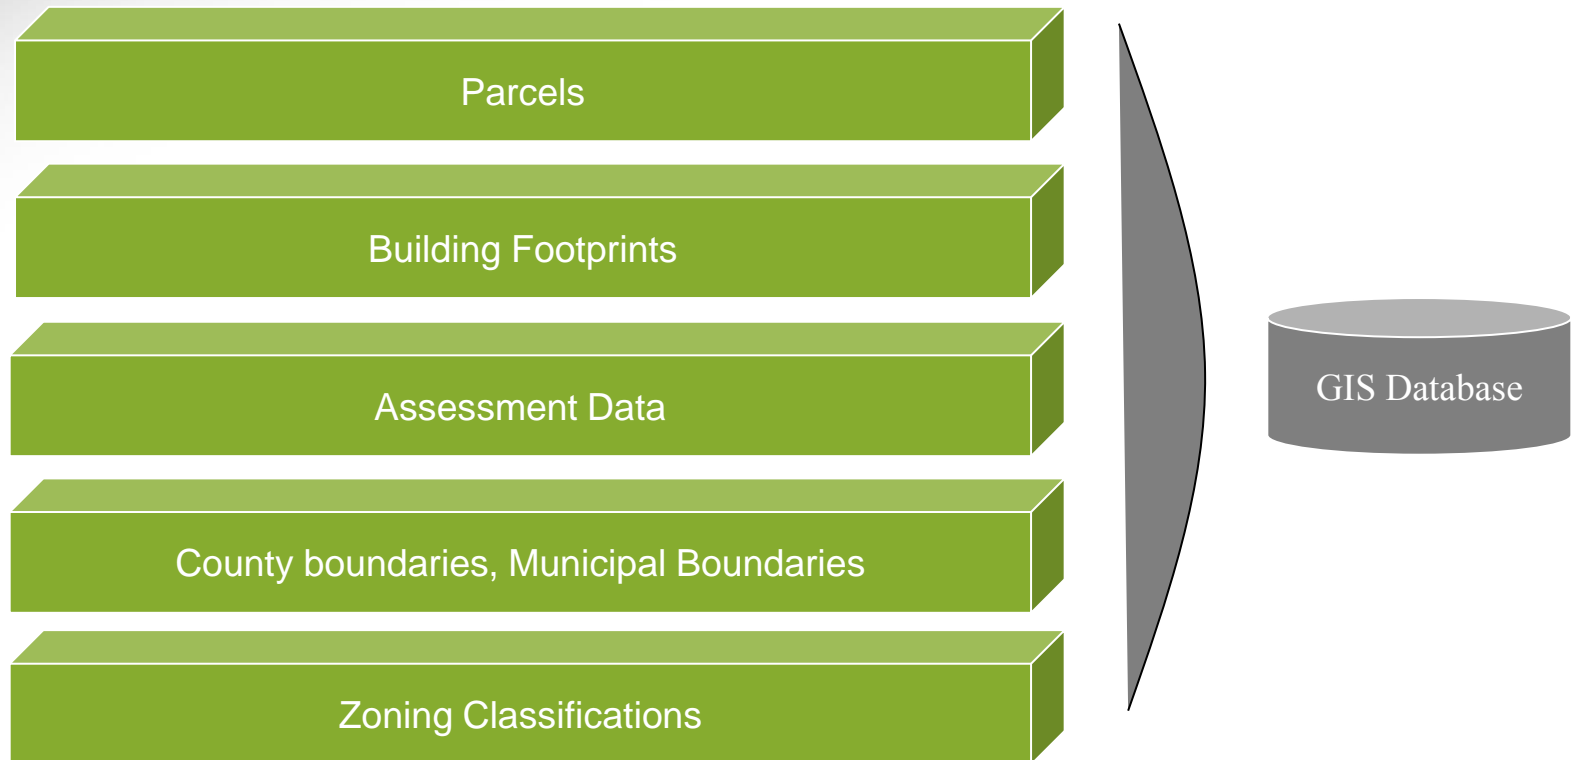 Parcels
Building Footprints
Assessment Data
County boundaries, Municipal Boundaries
Zoning Classifications
GIS Database